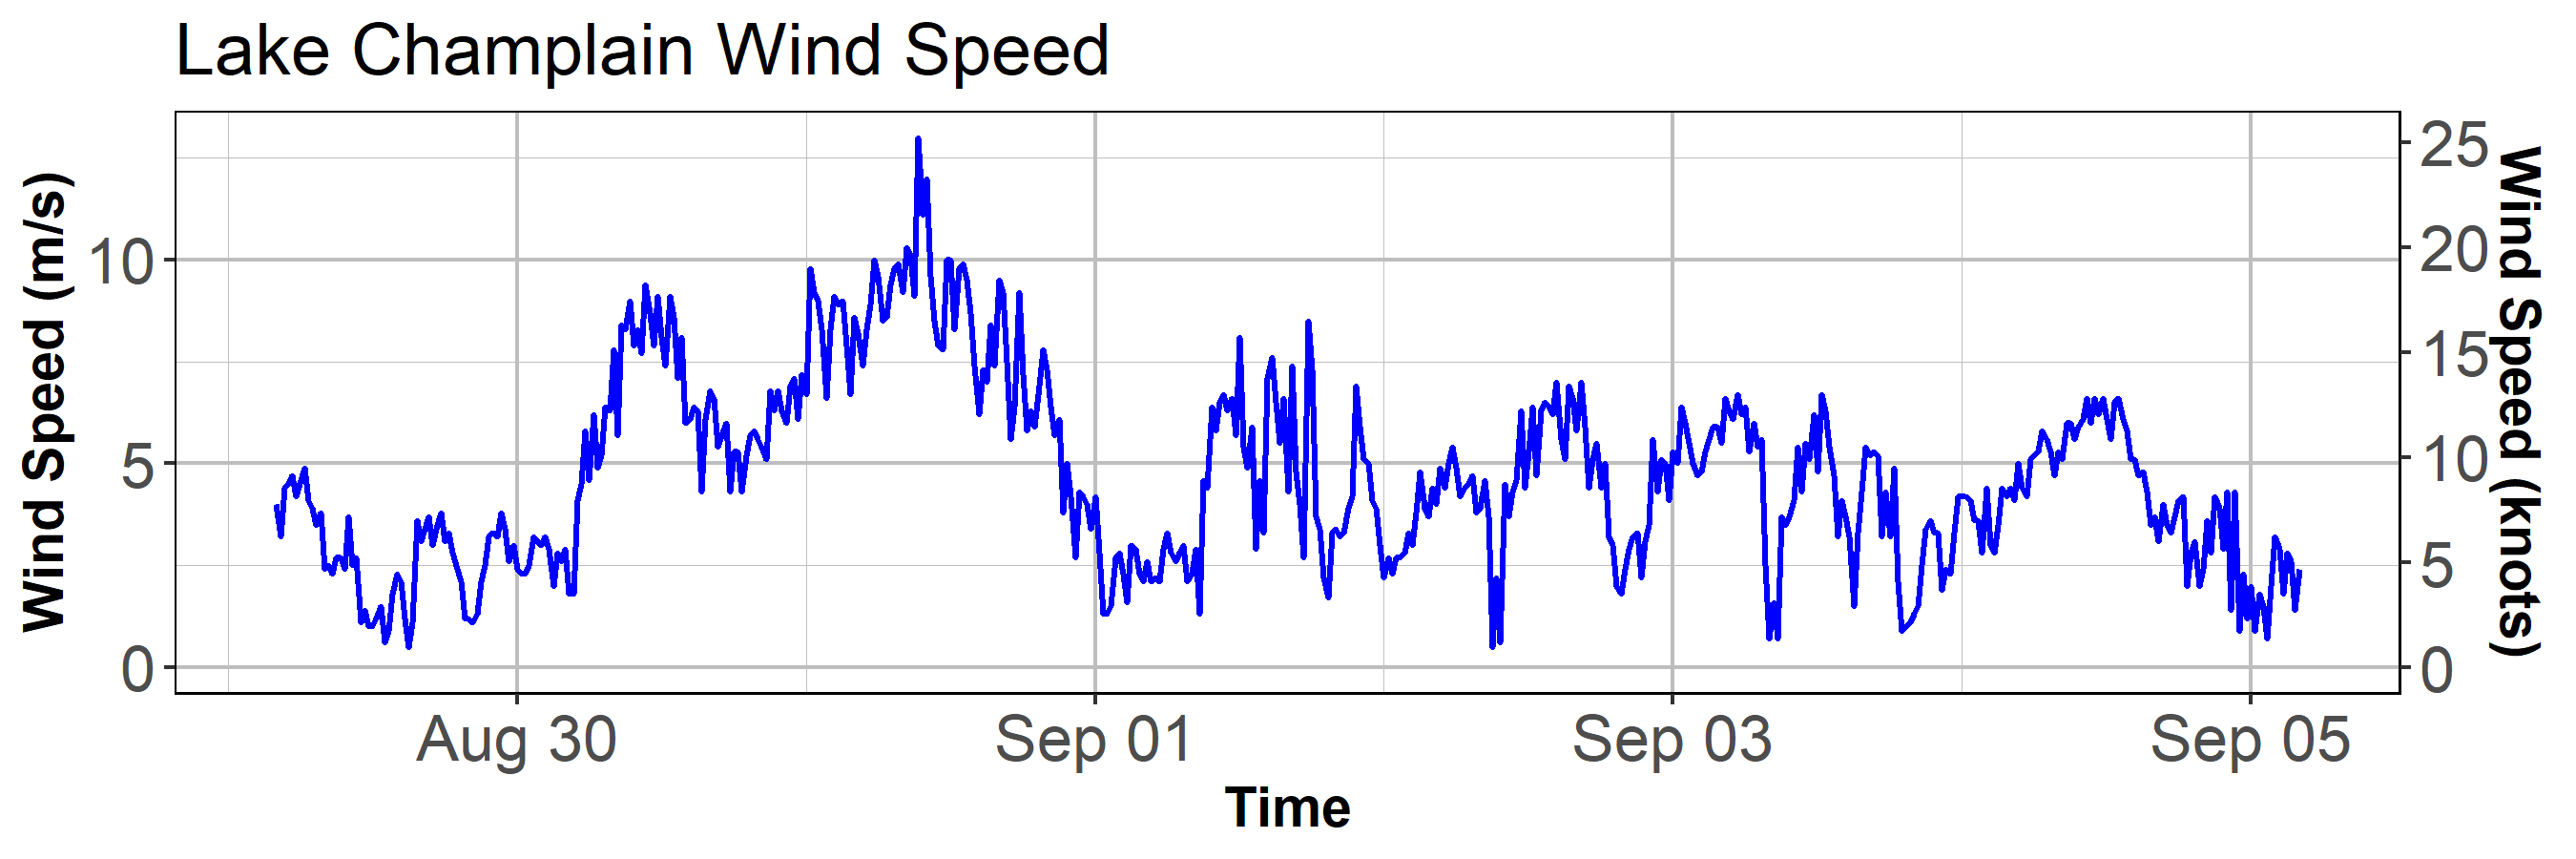 Lake Champlain Wind Speed
Wind Speed (m/s)
10
5
0
25
20
15
10
5
0
Wind Speed (knots)
Aug 30
Sep 01
Sep 03
Sep 05
Time